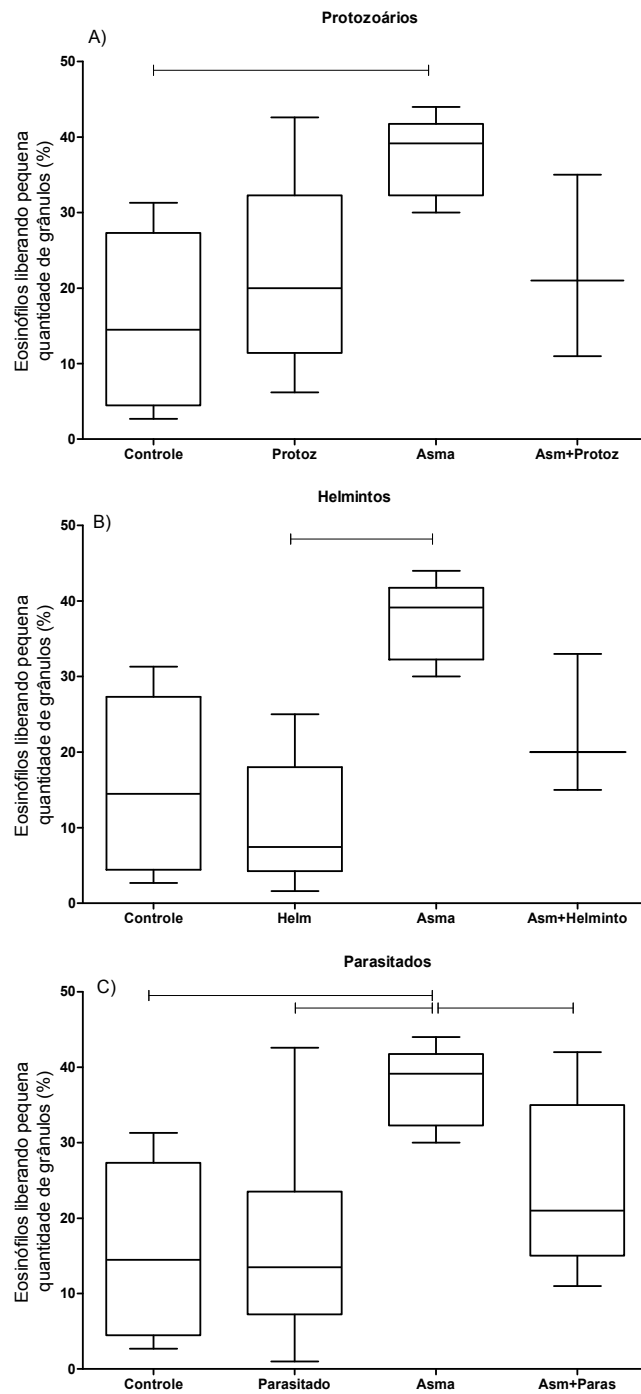 Protozoários
A)
Eosinófilos liberando pequena
quantidade de grânulos (%)
50
40
30
20
10
0
Controle Protoz Asma Asm+Protoz
Helmintos
B)
Eosinófilos liberando pequena
quantidade de grânulos (%)
50
40
30
20
10
0
Controle Helm Asma Asm+Helminto
Parasitados
C)
Eosinófilos liberando pequena
quantidade de grânulos (%)
50
40
30
20
10
0
Controle Parasitado Asma Asm+Paras